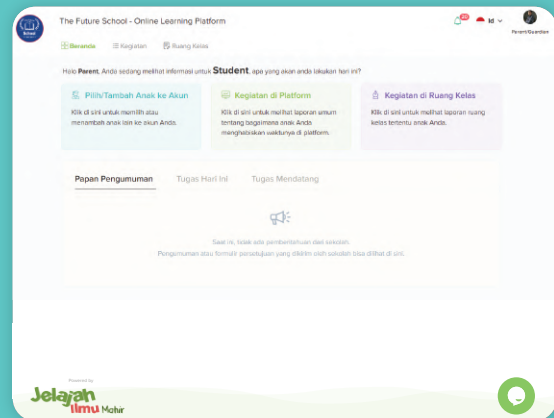 The Future School - Online Learning Platform
Id
Parent/Guardian
School
Beranda
Kegiatan
Ruang Kelas
Halo Parent, Anda sedang melihat informasi untuk Student, apa yang akan anda lakukan hari ini?
Pilih/Tambah Anak ke Akun
Klik di sini untuk memilih atau
menambah anak lain ke akun Anda.
Kegiatan di Platform
Klik di sini untuk melihat laporan umum
tentang bagaimana anak Anda
menghabiskan waktunya di platform.
Kegiatan di Ruang Kelas
Klik di sini untuk melihat laporan ruang
kelas tertentu anak Anda.
Papan Pengumuman
Tugas Hari Ini
Tugas Mendatang
Saat ini, tidak ada pemberitahuan dari sekolah.
Pengumuman atau formulir persetujuan yang dikirim oleh sekolah bisa dilihat di sini.
Powered by
Jelajah
Ilmu Mahir